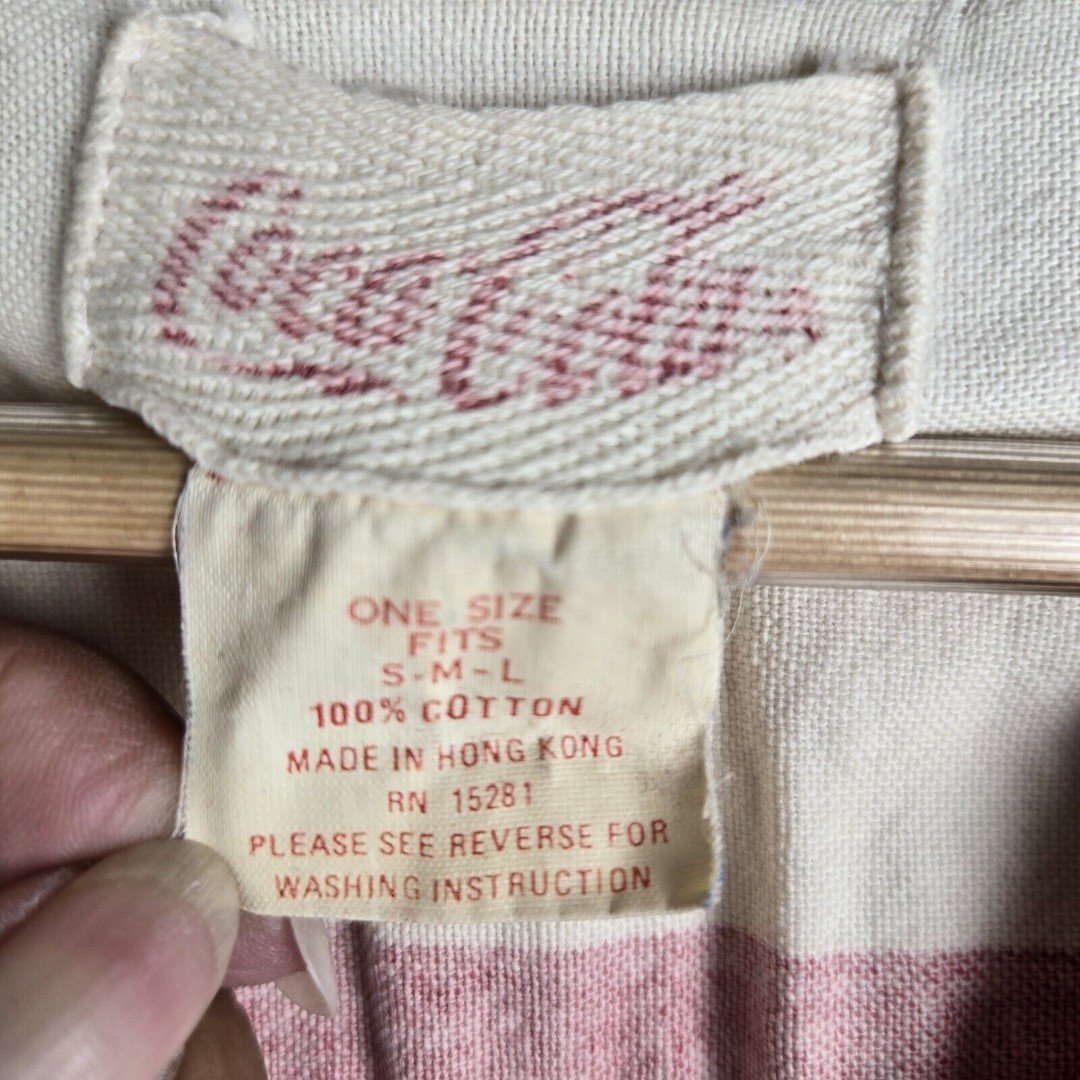 Coca-Cola
ONE SIZE
FITS
S-M-L
100% COTTON
MADE IN HONG KONG
RN 15281
PLEASE SEE REVERSE FOR
WASHING INSTRUCTION